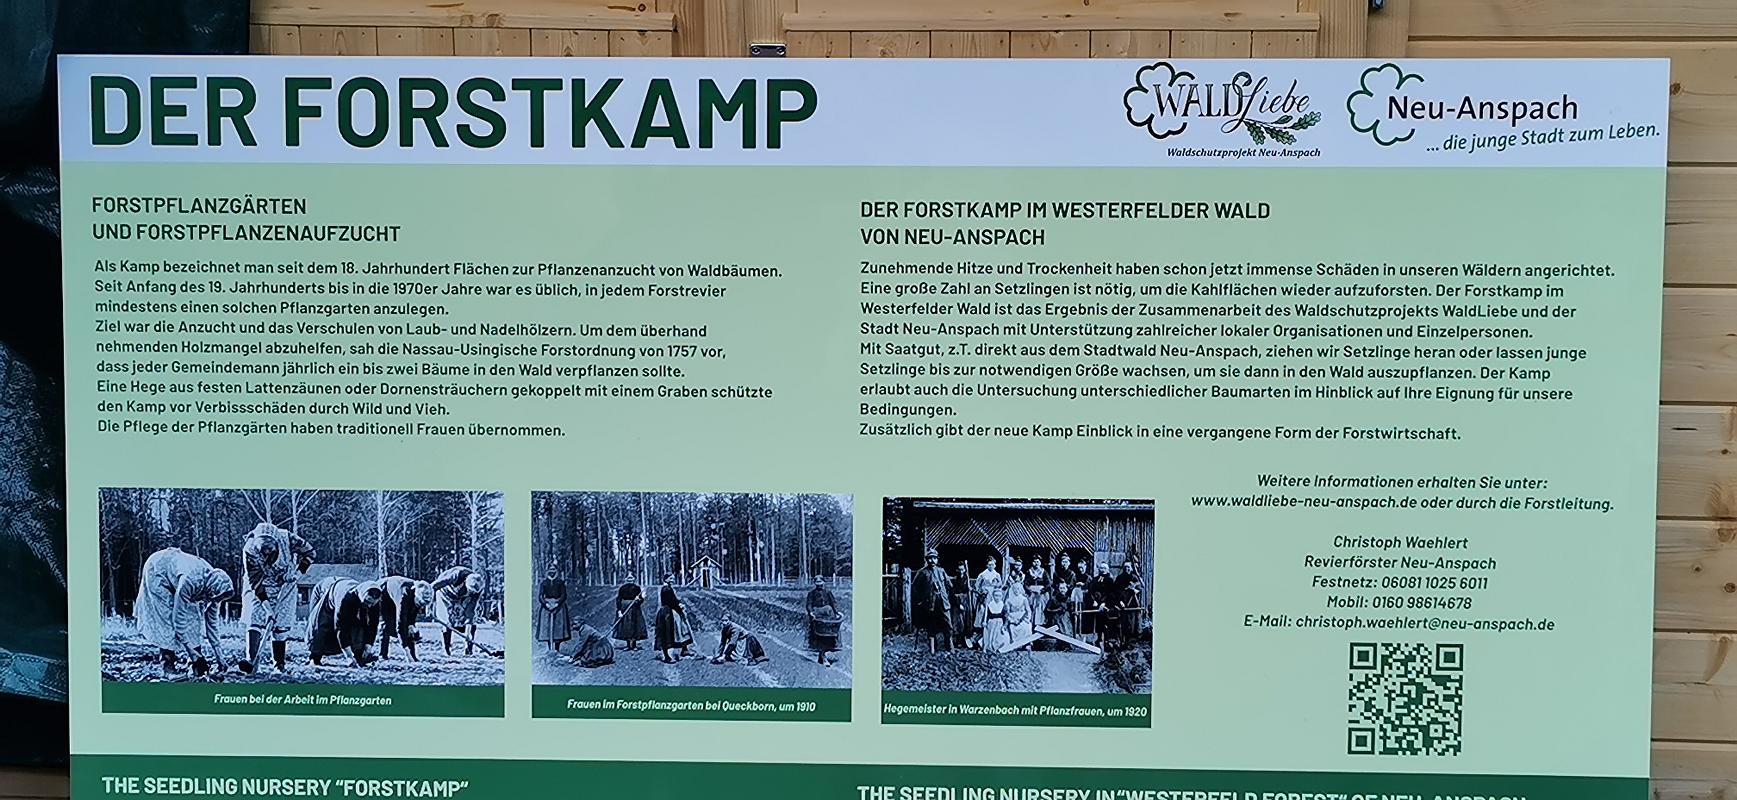 DER FORSTKAMP
WALDLiebe
Waldschutzprojekt Neu-Anspach
Neu-Anspach
... die junge Stadt zum Leben.
FORSTPFLANZGÄRTEN
UND FORSTPFLANZENAUFZUCHT
Als Kamp bezeichnet man seit dem 18. Jahrhundert Flächen zur Pflanzenanzucht von Waldbäumen.
Seit Anfang des 19. Jahrhunderts bis in die 1970er Jahre war es üblich, in jedem Forstrevier
mindestens einen solchen Pflanzgarten anzulegen.
Ziel war die Anzucht und das Verschulen von Laub- und Nadelhölzern. Um dem überhand
nehmenden Holzmangel abzuhelfen, sah die Nassau-Usingische Forstordnung von 1757 vor,
dass jeder Gemeindemann jährlich ein bis zwei Bäume in den Wald verpflanzen sollte.
Eine Hege aus festen Lattenzäunen oder Dornensträuchern gekoppelt mit einem Graben schützte
den Kamp vor Verbissschäden durch Wild und Vieh.
Die Pflege der Pflanzgärten haben traditionell Frauen übernommen.
DER FORSTKAMP IM WESTERFELDER WALD
VON NEU-ANSPACH
Zunehmende Hitze und Trockenheit haben schon jetzt immense Schäden in unseren Wäldern angerichtet.
Eine große Zahl an Setzlingen ist nötig, um die Kahlflächen wieder aufzuforsten. Der Forstkamp im
Westerfelder Wald ist das Ergebnis der Zusammenarbeit des Waldschutzprojekts WaldLiebe und der
Stadt Neu-Anspach mit Unterstützung zahlreicher lokaler Organisationen und Einzelpersonen.
Mit Saatgut, z.T. direkt aus dem Stadtwald Neu-Anspach, ziehen wir Setzlinge heran oder lassen junge
Setzlinge bis zur notwendigen Größe wachsen, um sie dann in den Wald auszupflanzen. Der Kamp
erlaubt auch die Untersuchung unterschiedlicher Baumarten im Hinblick auf Ihre Eignung für unsere
Bedingungen.
Zusätzlich gibt der neue Kamp Einblick in eine vergangene Form der Forstwirtschaft.
Weitere Informationen erhalten Sie unter:
www.waldliebe-neu-anspach.de oder durch die Forstleitung.
Christoph Waehlert
Revierförster Neu-Anspach
Festnetz: 06081 1025 6011
Mobil: 0160 98614678
E-Mail: christoph.waehlert@neu-anspach.de
Frauen bei der Arbeit im Pflanzgarten
Frauen im Forstpflanzgarten bei Queckborn, um 1910
Hegemeister in Warzenbach mit Pflanzfrauen, um 1920
THE SEEDLING NURSERY "FORSTKAMP"
THE SEEDLING NURSERY IN "WESTERFELD FOREST" OF NEU-ANSPACH